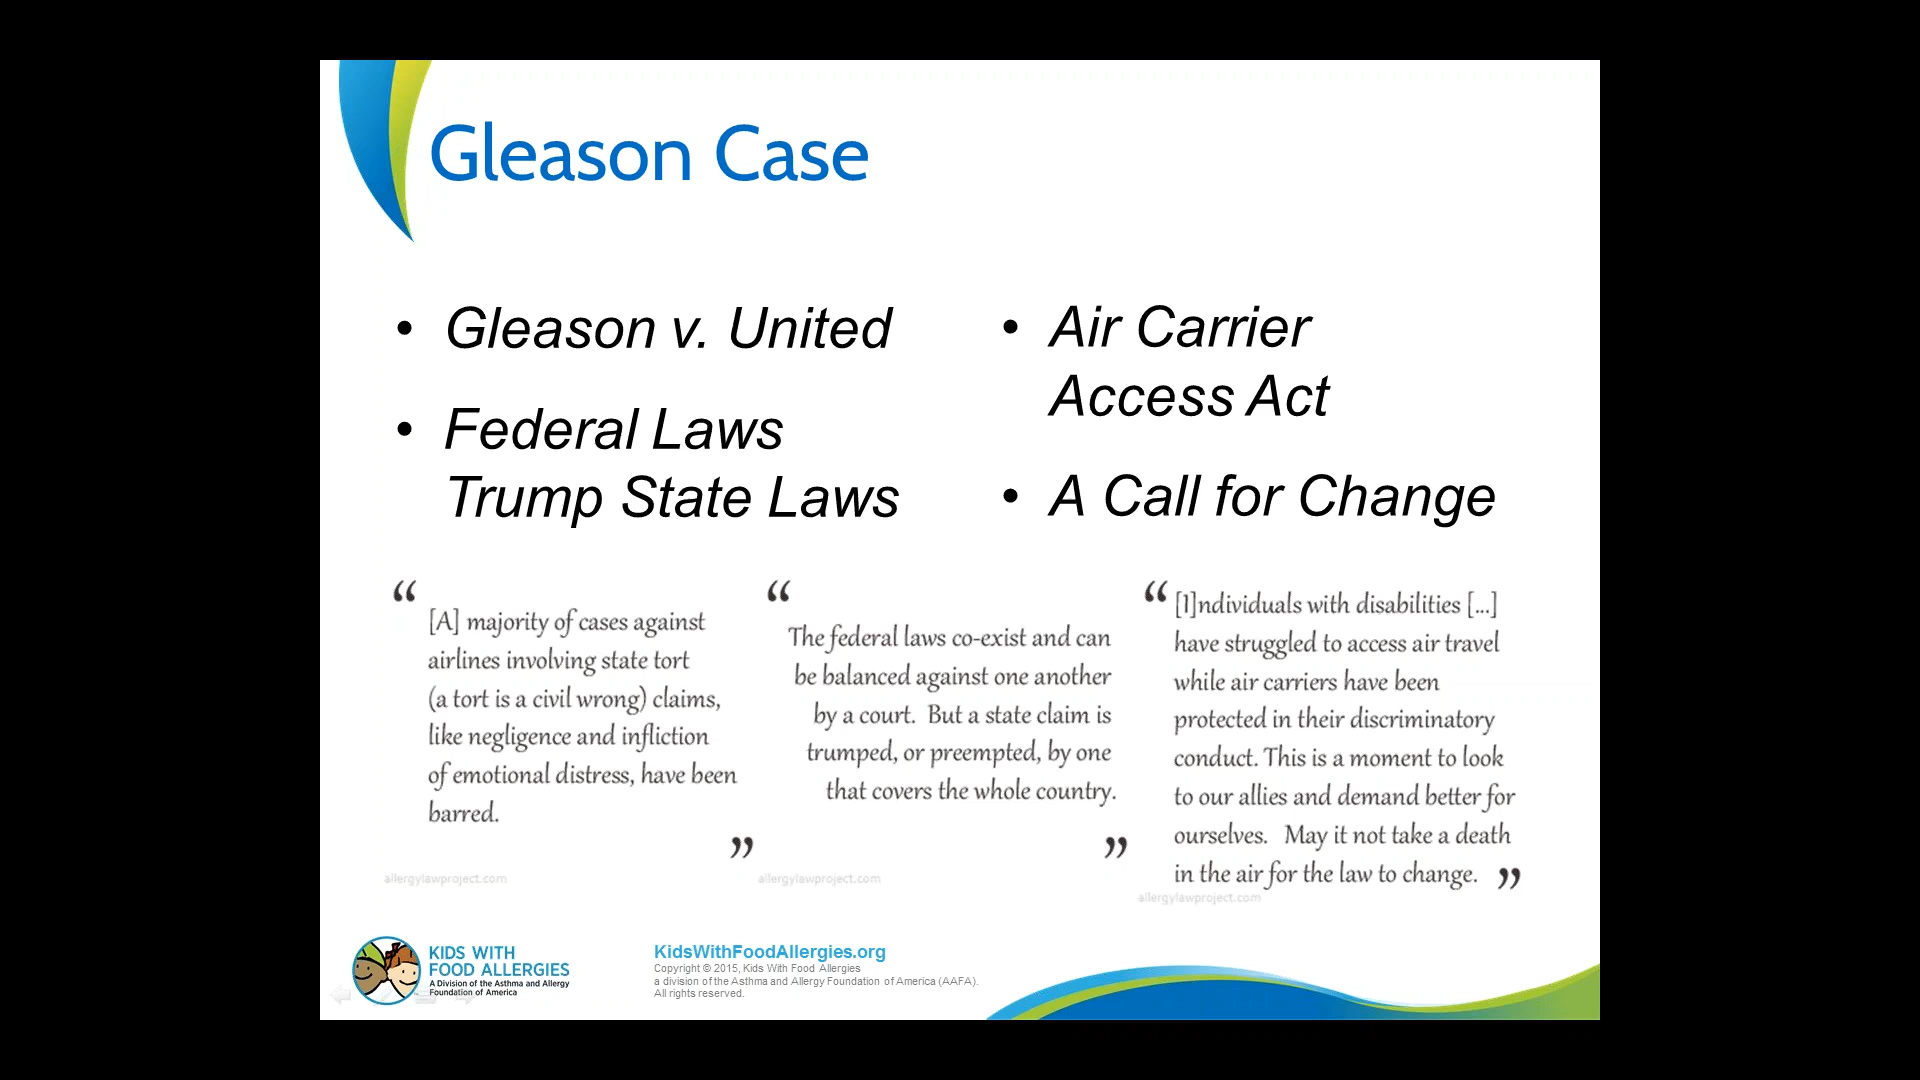 Gleason Case
• Gleason v. United
• Federal Laws
Trump State Laws
• Air Carrier
Access Act
• A Call for Change
“
[A] majority of cases against
airlines involving state tort
(a tort is a civil wrong) claims,
like negligence and infliction
of emotional distress, have been
barred.
”
allergylawproject.com
“
The federal laws co-exist and can
be balanced against one another
by a court. But a state claim is
trumped, or preempted, by one
that covers the whole country.
”
allergylawproject.com
“ [I]ndividuals with disabilities [...]
have struggled to access air travel
while air carriers have been
protected in their discriminatory
conduct. This is a moment to look
to our allies and demand better for
ourselves. May it not take a death
in the air for the law to change. ”
allergylawproject.com
KIDS WITH
FOOD ALLERGIES
A Division of the Asthma and Allergy
Foundation of America
KidsWithFoodAllergies.org
Copyright © 2015, Kids With Food Allergies
a division of the Asthma and Allergy Foundation of America (AAFA).
All rights reserved.